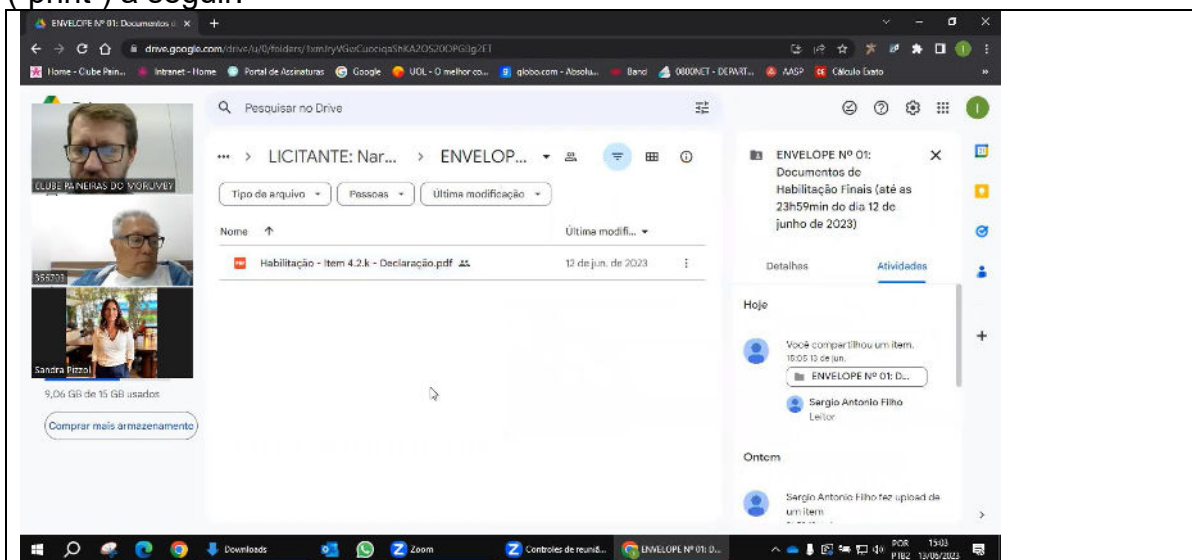 ("print") a seguir:
ENVELOPE Nº 01: Documentos d
drive.google.com/drive/u/0/folders/
Home - Clube Pain... Intranet - Home Portal de Assinaturas Google UOL - O melhor co... globo.com - Absolu... Band 0800NET - DEPART... AASP Cálculo Exato »
Pesquisar no Drive
CLUBE PAINEIRAS DO MORUMBY
356701
Sandra Pizzol
9,06 GB de 15 GB usados
Comprar mais armazenamento
... > LICITANTE: Nar... > ENVELOP...
Tipo de arquivo
Pessoas
Última modificação
Nome
Última modifi...
Habilitação - Item 4.2.k - Declaração.pdf
12 de jun. de 2023
ENVELOPE Nº 01:
Documentos de
Habilitação Finais (até as
23h59min do dia 12 de
junho de 2023)
Detalhes
Atividades
Hoje
Você compartilhou um item.
15:05 13 de jun.
ENVELOPE Nº 01: D...
Sergio Antonio Filho
Leitor
Ontem
Sergio Antonio Filho fez upload de
um item
Downloads
Zoom
Controles de reuniã...
ENVELOPE Nº 01: D...
POR
PTB2
15:03
13/06/2023